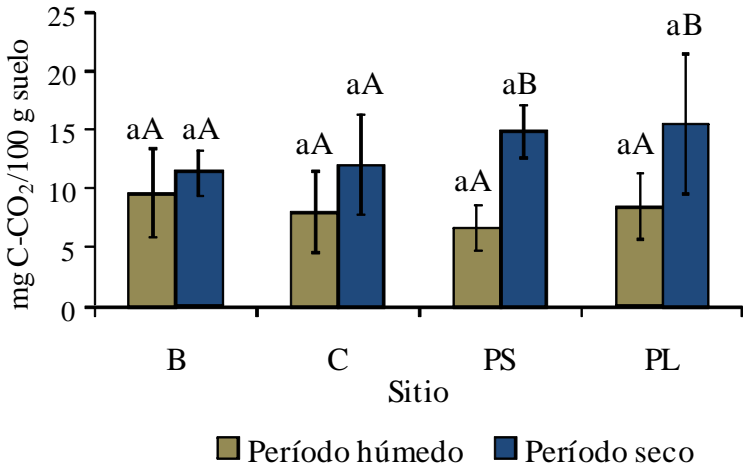 mg C-CO₂/100 g suelo
25
20
15
10
5
0
aA aA aA aA aA aB aA aB
B C PS PL
Sitio
Período húmedo Período seco